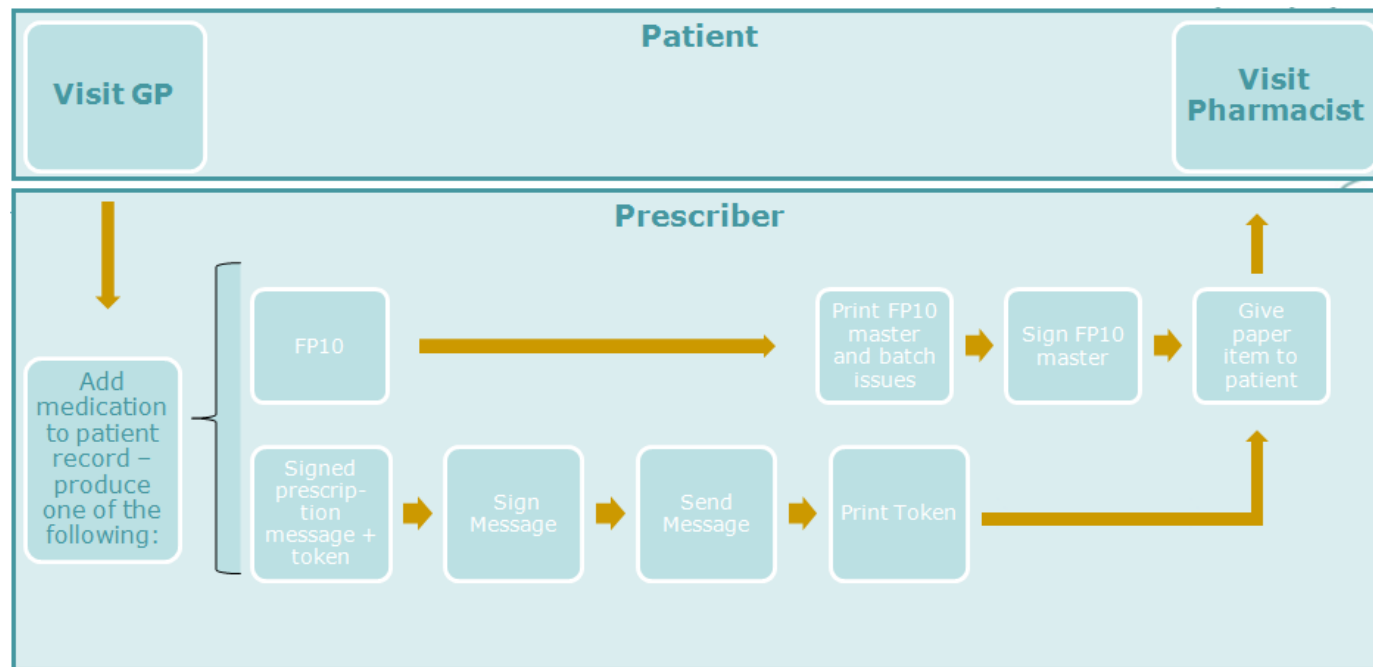 Patient
Visit GP
Visit
Pharmacist
Prescriber
Add
medication
to patient
record –
produce
one of the
following:
FP10
Print FP10
master
and batch
issues
Sign FP10
master
Give
paper
item to
patient
Signed
prescrip-
tion
message +
token
Sign
Message
Send
Message
Print Token